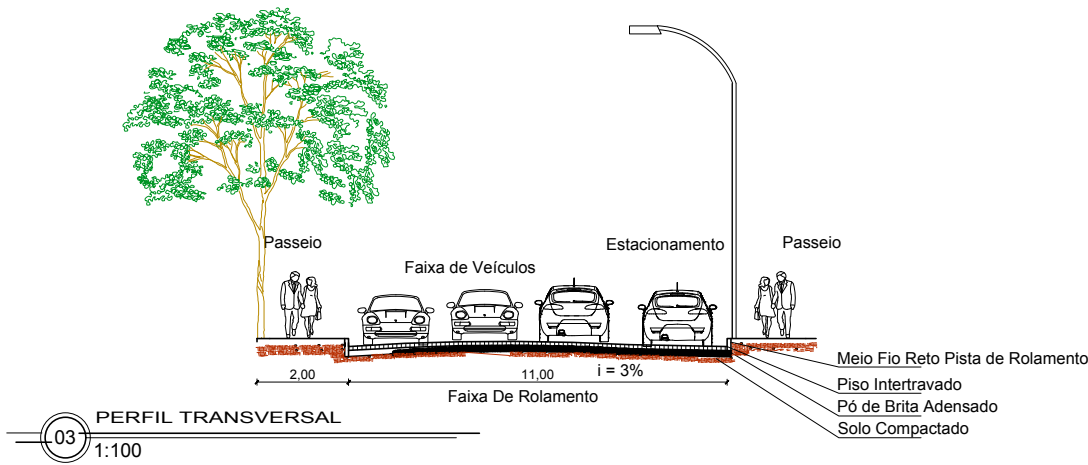 Passeio
Faixa de Veículos
Estacionamento
Passeio
Meio Fio Reto Pista de Rolamento
Piso Intertravado
Pó de Brita Adensado
Solo Compactado
2,00
11,00
i = 3%
Faixa De Rolamento
03
PERFIL TRANSVERSAL
1:100